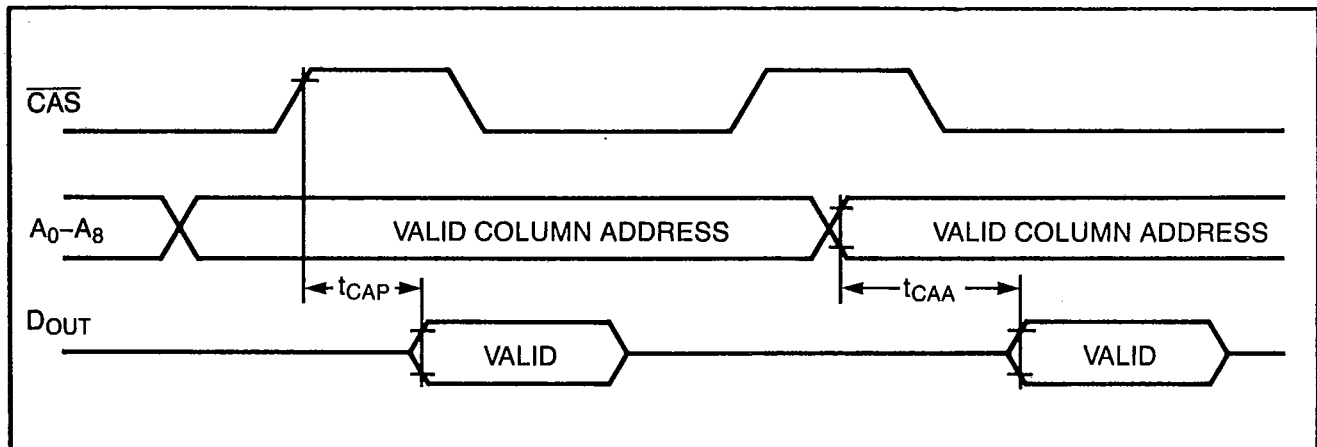 CAS
A0–A8
VALID COLUMN ADDRESS
VALID COLUMN ADDRESS
tCAP
tCAA
DOUT
VALID
VALID